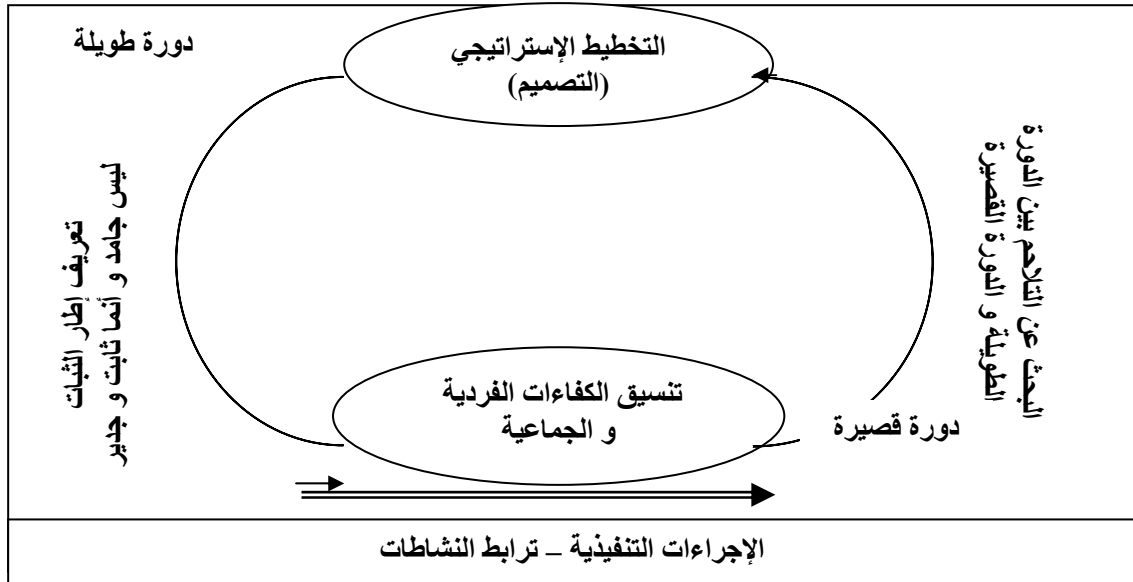 دورة طويلة
التخطيط الإستراتيجي
(التصميم)
البحث عن التلاحم بين الدورة
الطويلة و الدورة القصيرة
تعريف إطار الثبات
ليس جامد و أنما ثابت و جدير
تنسيق الكفاءات الفردية
و الجماعية
دورة قصيرة
الإجراءات التنفيذية – ترابط النشاطات